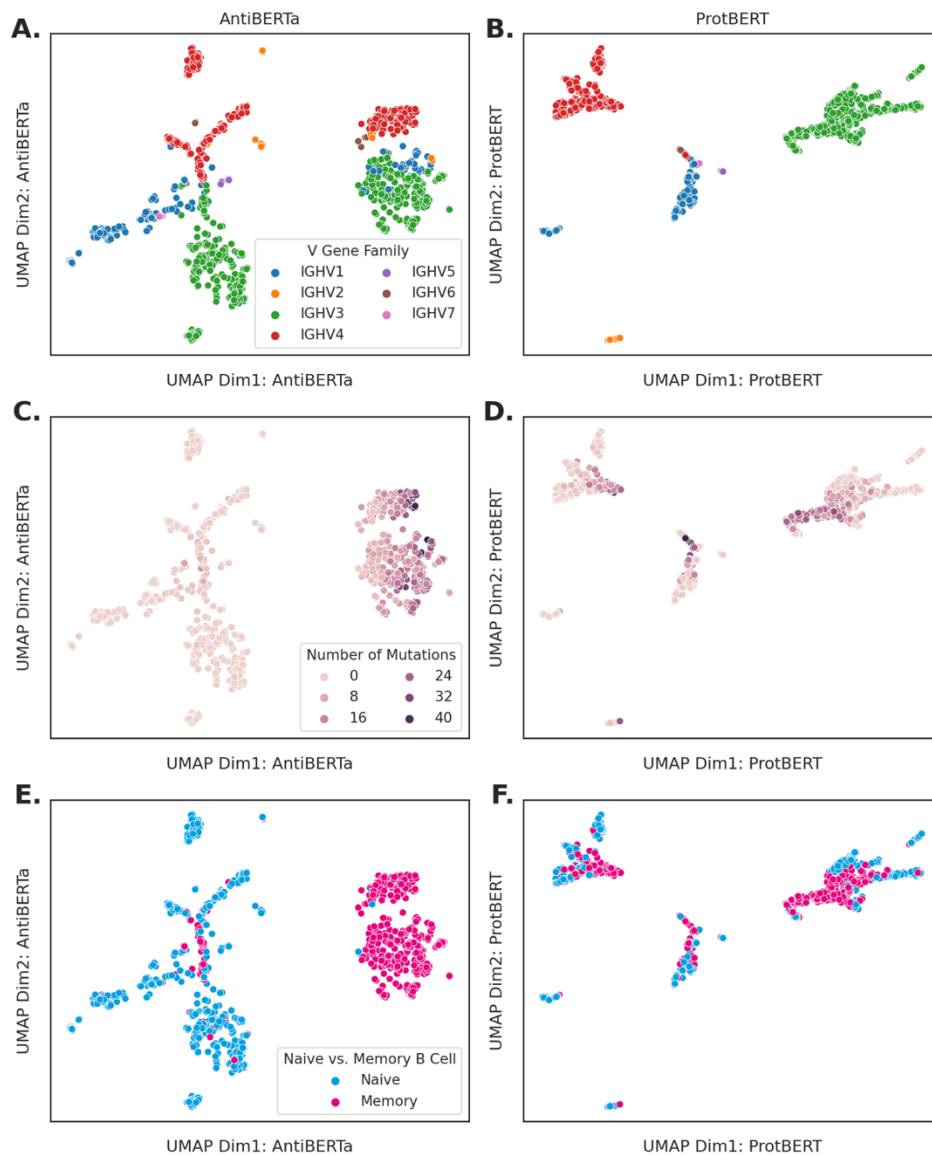 A.
AntiBERTa
UMAP Dim2: AntiBERTa
V Gene Family
IGHV1
IGHV2
IGHV3
IGHV4
IGHV5
IGHV6
IGHV7
UMAP Dim1: AntiBERTa
B.
ProtBERT
UMAP Dim2: ProtBERT
UMAP Dim1: ProtBERT
C.
UMAP Dim2: AntiBERTa
Number of Mutations
0
8
16
24
32
40
UMAP Dim1: AntiBERTa
D.
UMAP Dim2: ProtBERT
UMAP Dim1: ProtBERT
E.
UMAP Dim2: AntiBERTa
Naive vs. Memory B Cell
Naive
Memory
UMAP Dim1: AntiBERTa
F.
UMAP Dim2: ProtBERT
UMAP Dim1: ProtBERT